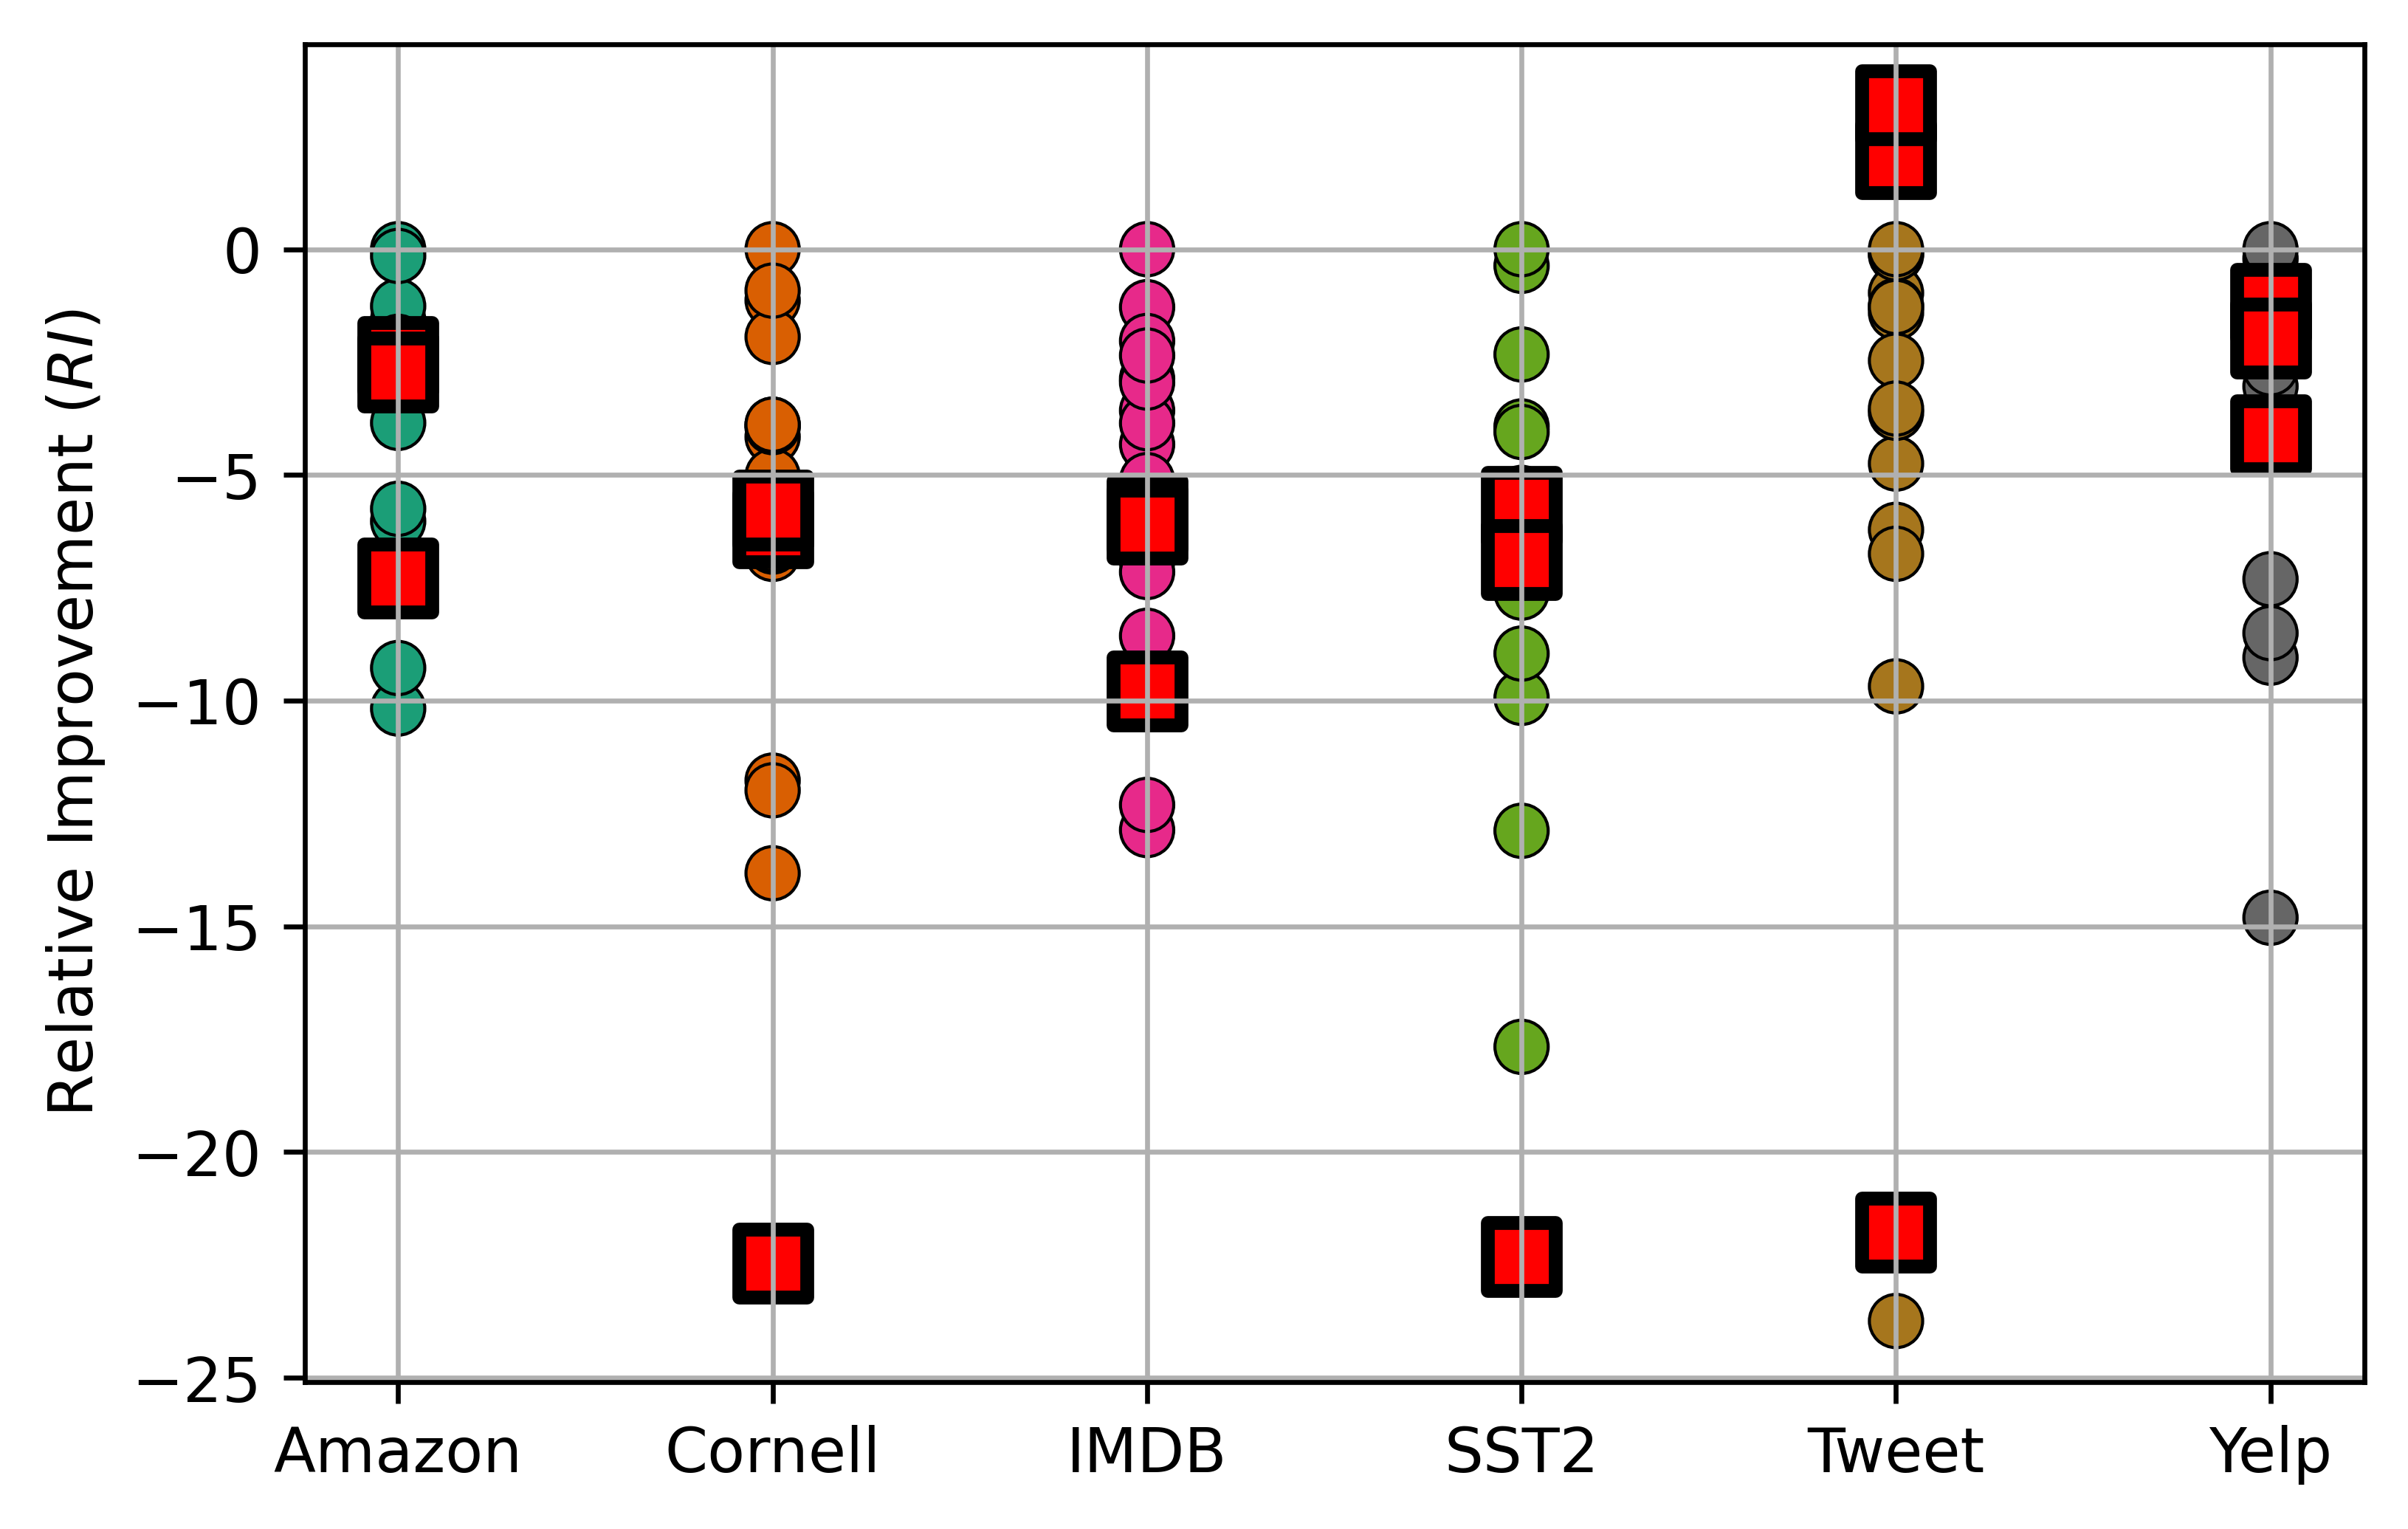 Relative Improvement (RI)
0
−5
−10
−15
−20
−25
Amazon
Cornell
IMDB
SST2
Tweet
Yelp